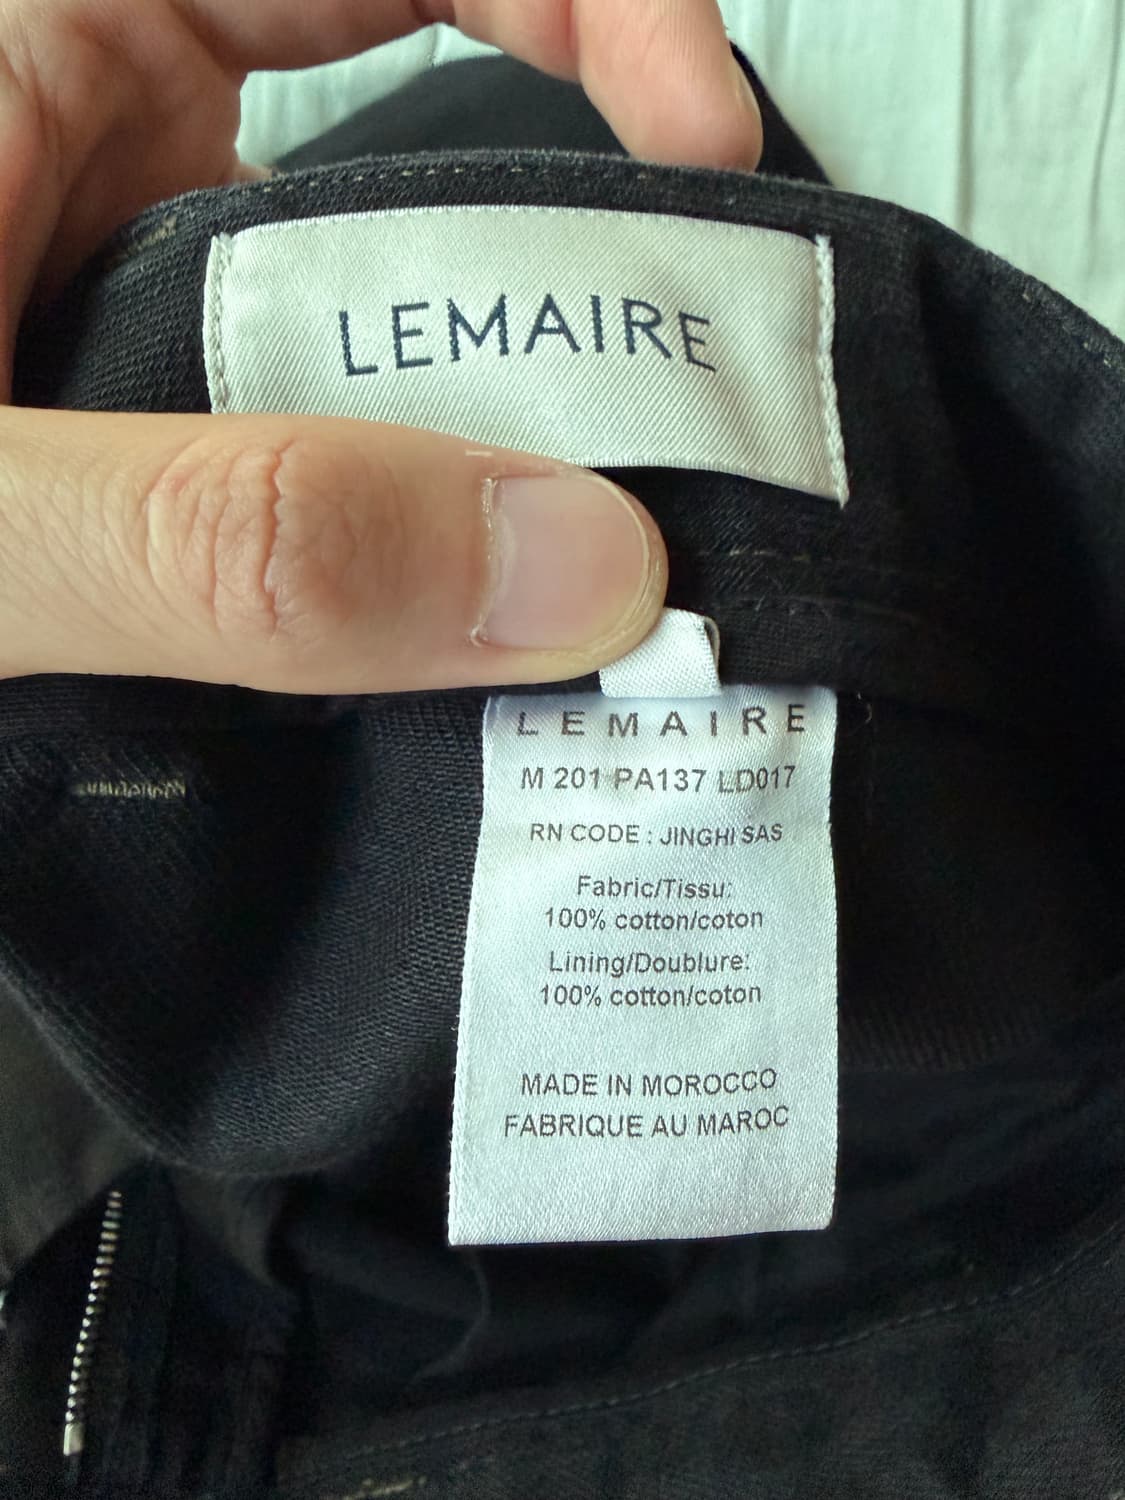 LEMAIRE
LEMAIRE
M 201 PA137 LD017
RN CODE : JINGHI SAS
Fabric/Tissu:
100% cotton/coton
Lining/Doublure:
100% cotton/coton
MADE IN MOROCCO
FABRIQUE AU MAROC